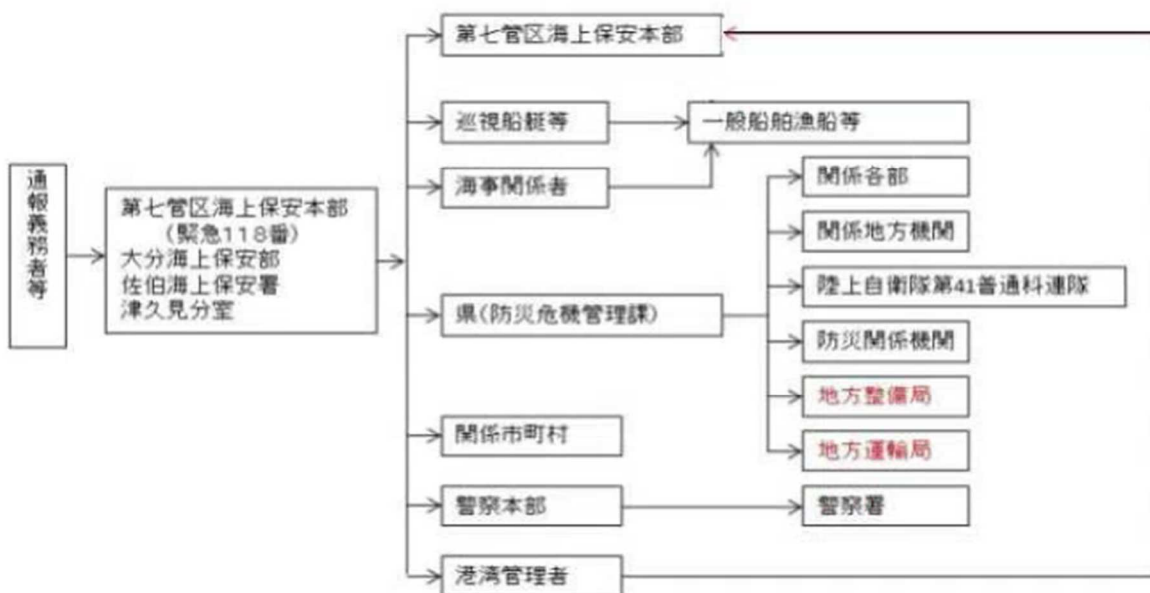 通報義務者等
第七管区海上保安本部
(緊急118番)
大分海上保安部
佐伯海上保安署
津久見分室
第七管区海上保安本部
巡視船艇等
一般船舶漁船等
海事関係者
県(防災危機管理課)
関係各部
関係地方機関
陸上自衛隊第41普通科連隊
防災関係機関
地方整備局
地方運輸局
関係市町村
警察本部
警察署
港湾管理者